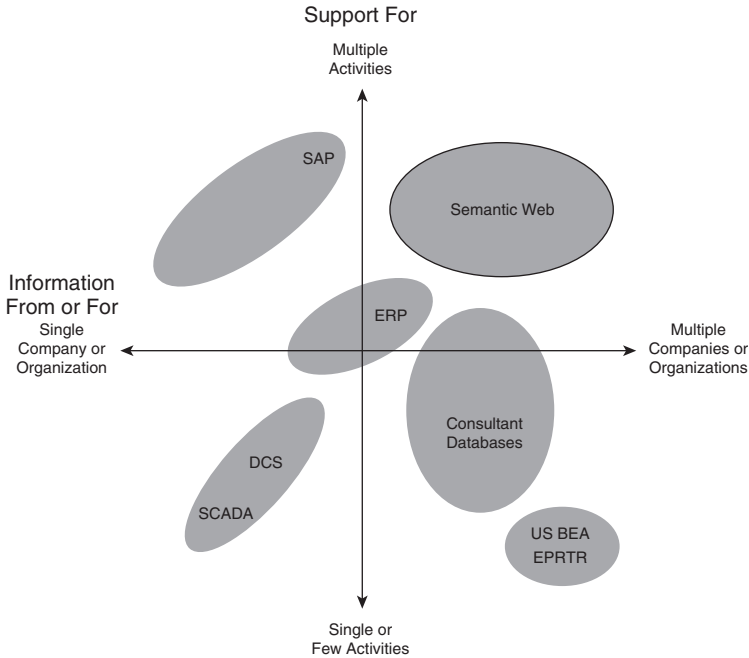 Support For
Multiple
Activities
SAP
Semantic Web
Information
From or For
Single
Company or
Organization
ERP
Multiple
Companies or
Organizations
Consultant
Databases
DCS
SCADA
US BEA
EPRTR
Single or
Few Activities